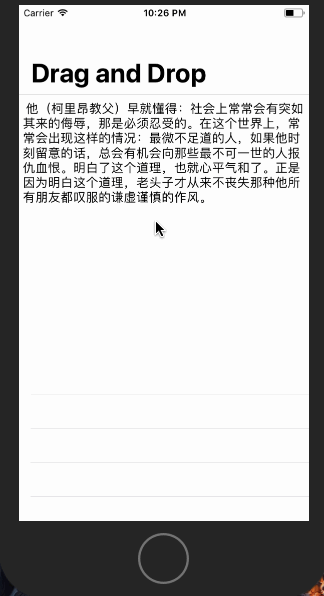 Carrier 10:26 PM
Drag and Drop
他（柯里昂教父）早就懂得：社会上常常会有突如
其来的侮辱，那是必须忍受的。在这个世界上，常
常会出现这样的情况：最微不足道的人，如果他时
刻留意的话，总会有机会向那些最不可一世的人报
仇血恨。明白了这个道理，也就心平气和了。正是
因为明白这个道理，老头子才从来不丧失那种他所
有朋友都叹服的谦虚谨慎的作风。